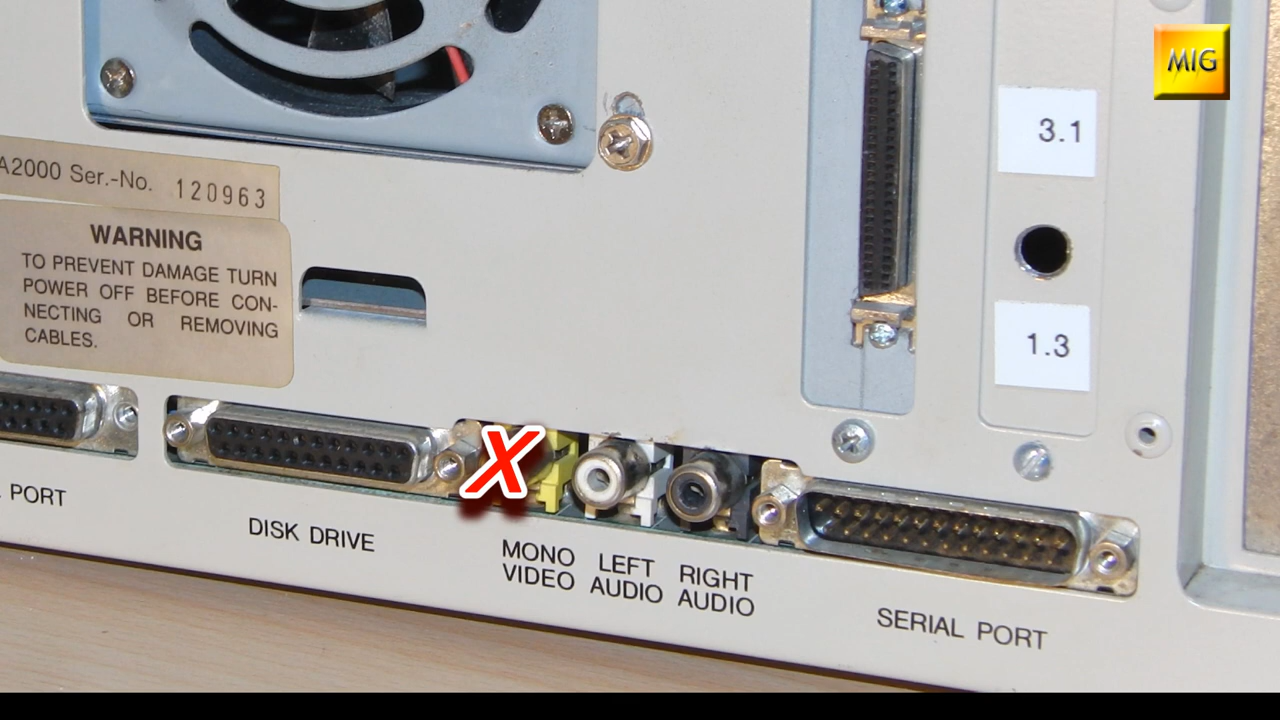 MIG
3.1
A2000 Ser.-No. 120963
WARNING
TO PREVENT DAMAGE TURN
POWER OFF BEFORE CON-
NECTING OR REMOVING
CABLES.
1.3
X
PORT
DISK DRIVE
MONO
VIDEO
LEFT
AUDIO
RIGHT
AUDIO
SERIAL PORT